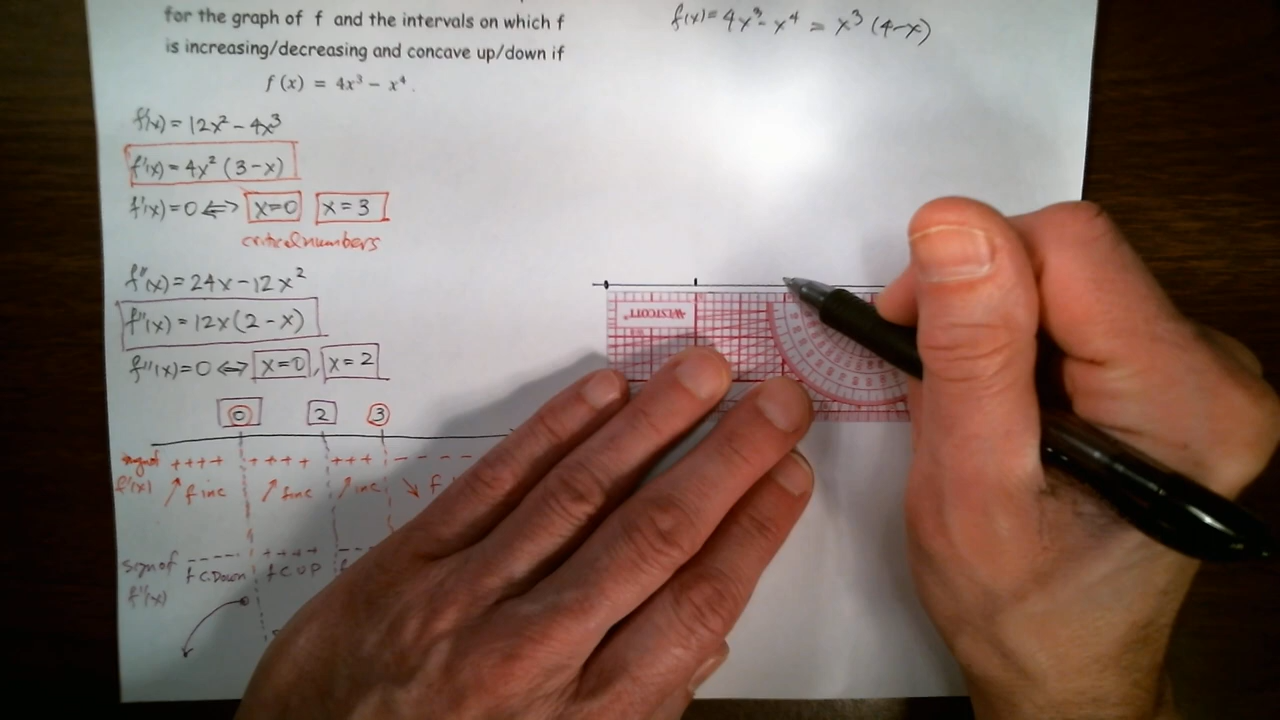 for the graph of f and the intervals on which f
is increasing/decreasing and concave up/down if
f (x) = 4x³ − x⁴.
f(x) = 4x³ - x⁴ = x³ (4-x)
f'(x) = 12x² - 4x³
f'(x) = 4x² (3-x)
f'(x) = 0 ⟺ x=0 x = 3
critical numbers
f''(x) = 24x - 12x²
f''(x) = 12x (2-x)
f''(x) = 0 ⟺ x=0, x = 2
0 2 3
sign of + + + + + + + + + + + - - - -
f'(x) ↗ f inc ↗ f inc ↗ inc ↘ f
sign of - - - - + + + + - -
f C. Down f C. UP f
f''(x)
WESTCOTT®